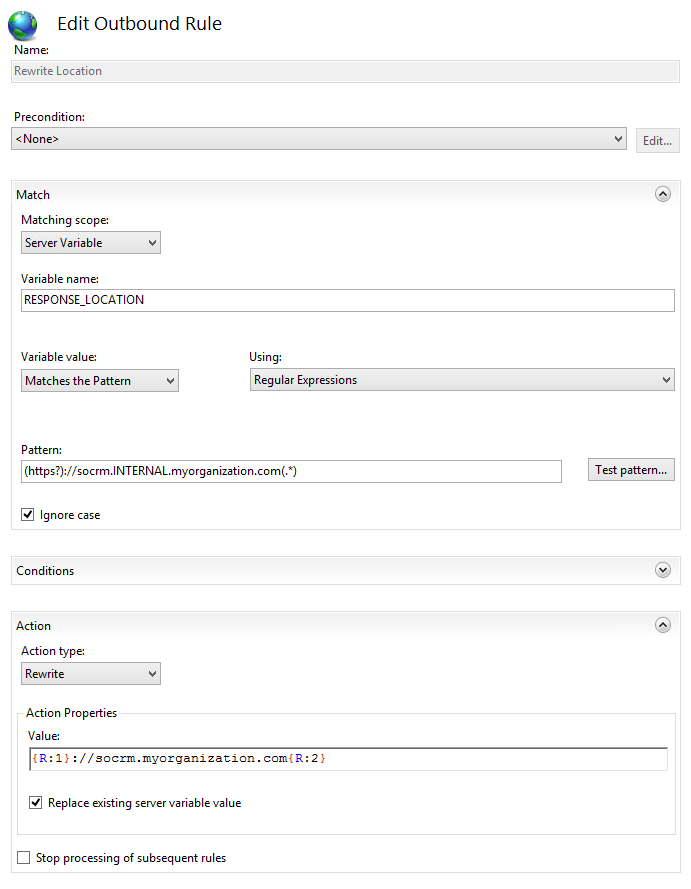 Edit Outbound Rule
Name:
Rewrite Location
Precondition:
<None>
Edit...
Match
Matching scope:
Server Variable
Variable name:
RESPONSE_LOCATION
Variable value:
Using:
Matches the Pattern
Regular Expressions
Pattern:
(https?)://socrm.INTERNAL.myorganization.com(.*)
Test pattern...
Ignore case
Conditions
Action
Action type:
Rewrite
Action Properties
Value:
{R:1}://socrm.myorganization.com{R:2}
Replace existing server variable value
Stop processing of subsequent rules